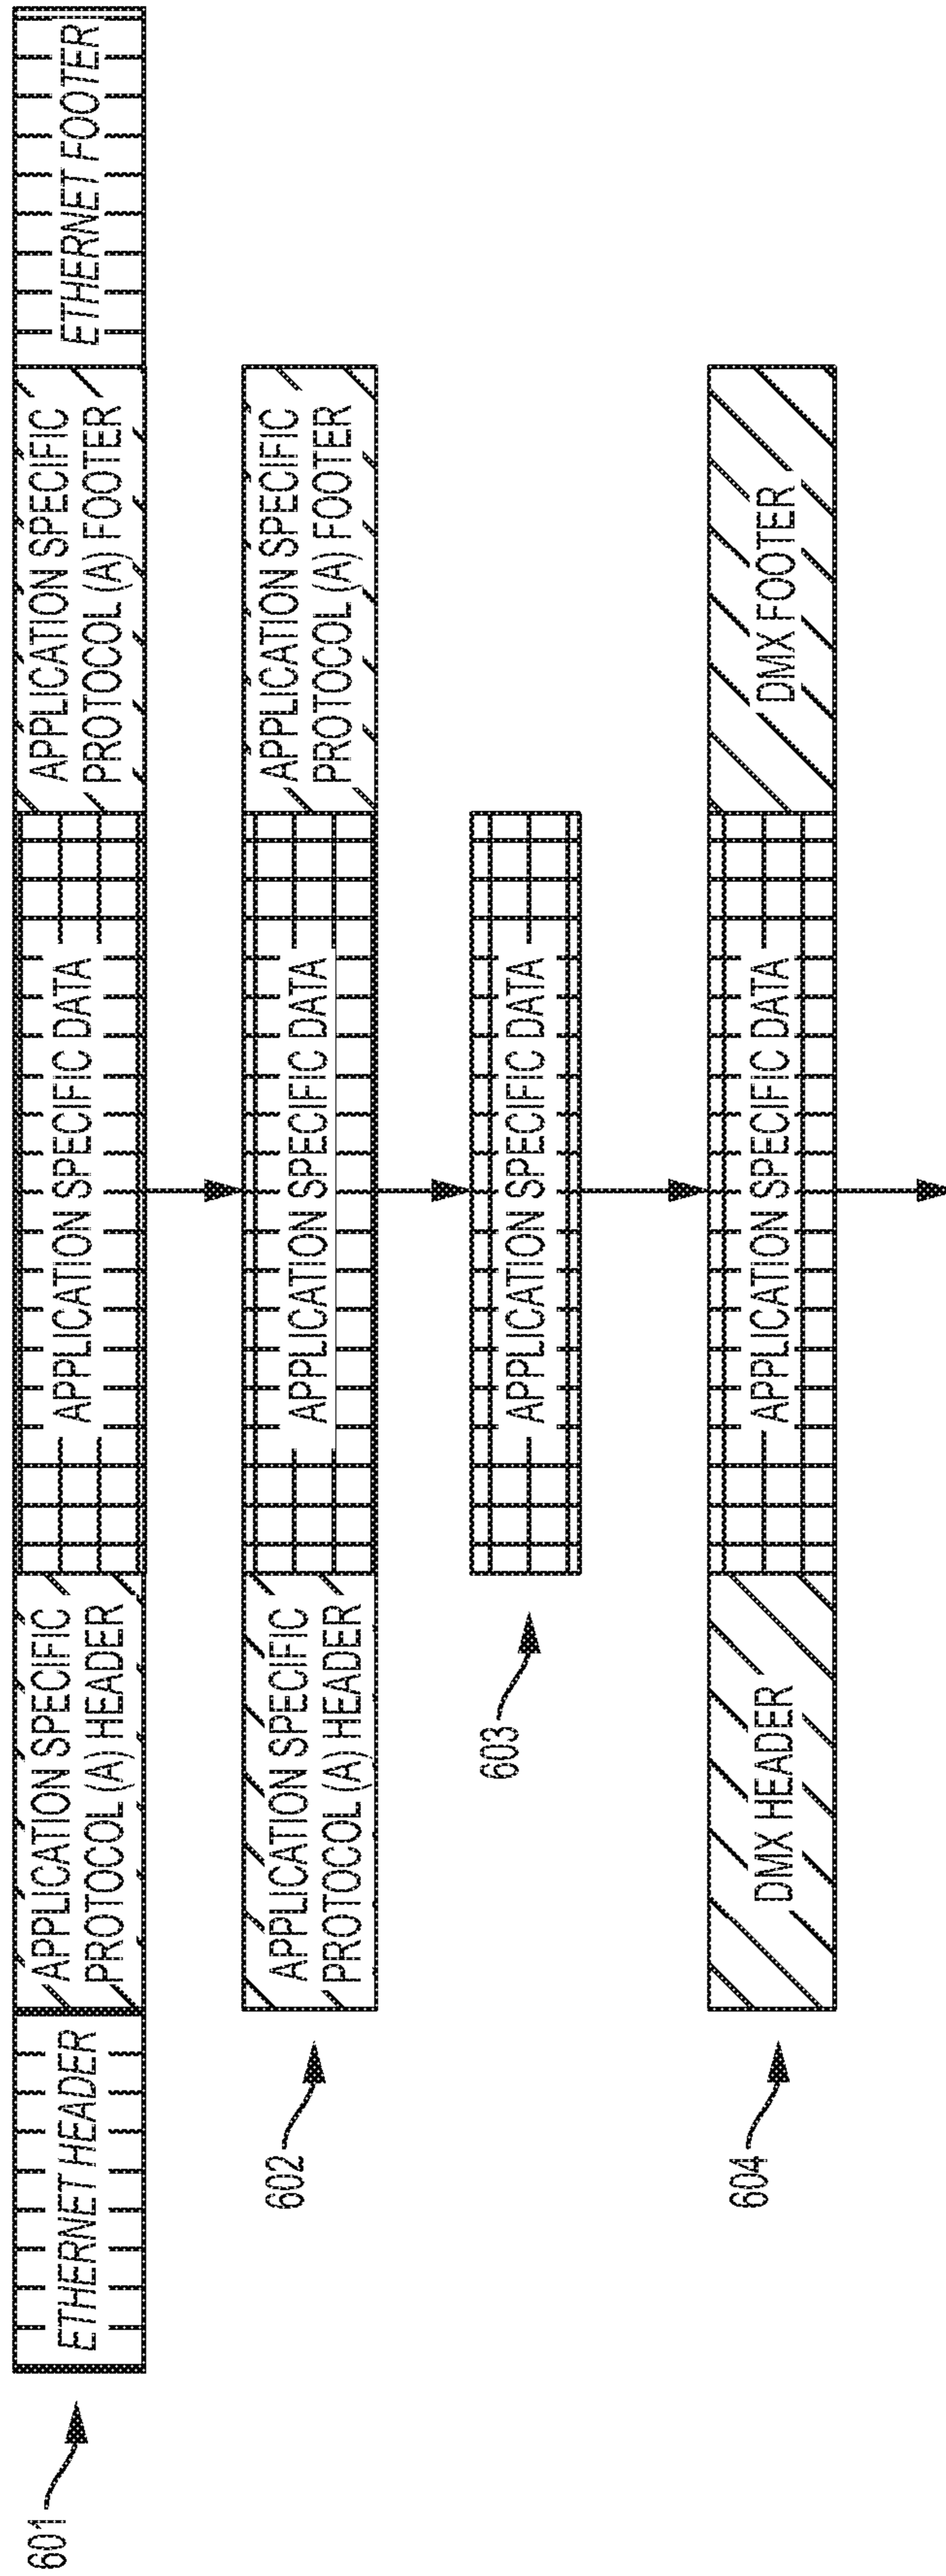 601
ETHERNET HEADER
APPLICATION SPECIFIC
PROTOCOL (A) HEADER
APPLICATION SPECIFIC DATA
APPLICATION SPECIFIC
PROTOCOL (A) FOOTER
ETHERNET FOOTER
602
APPLICATION SPECIFIC
PROTOCOL (A) HEADER
APPLICATION SPECIFIC DATA
APPLICATION SPECIFIC
PROTOCOL (A) FOOTER
603
APPLICATION SPECIFIC DATA
604
DMX HEADER
APPLICATION SPECIFIC DATA
DMX FOOTER